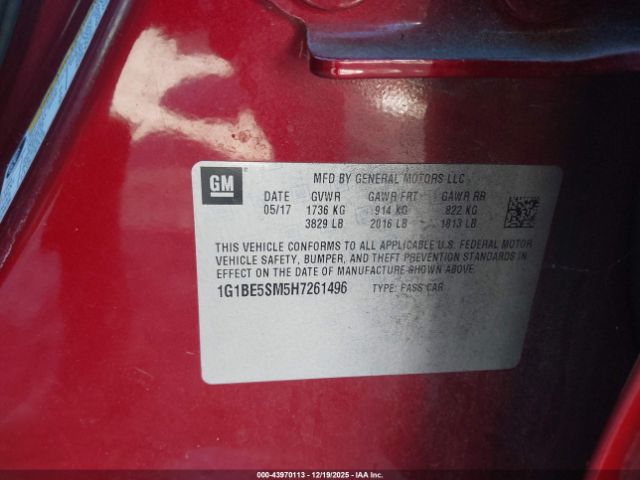 GM
MFD BY GENERAL MOTORS LLC
DATE GVWR GAWR FRT GAWR RR
05/17 1736 KG 914 KG 822 KG
3829 LB 2016 LB 1813 LB
THIS VEHICLE CONFORMS TO ALL APPLICABLE U.S. FEDERAL MOTOR
VEHICLE SAFETY, BUMPER, AND THEFT PREVENTION STANDARDS
IN EFFECT ON THE DATE OF MANUFACTURE SHOWN ABOVE.
1G1BE5SM5H7261496 TYPE: PASS CAR
000-43970113 - 12/19/2025 - COPYRIGHT IAA, LLC.